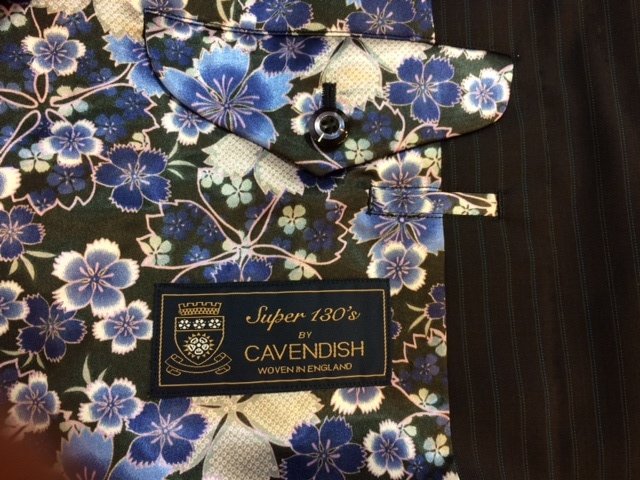 Super 130's
BY
CAVENDISH
WOVEN IN ENGLAND